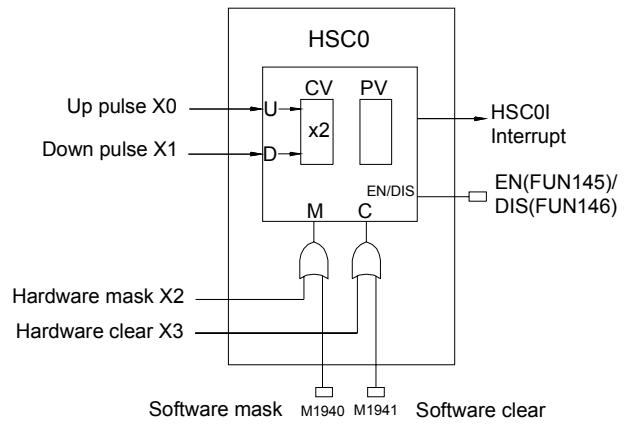 HSC0
CV PV
Up pulse X0
U
x2
HSC0I
Interrupt
Down pulse X1
D
EN/DIS
EN(FUN145)/
DIS(FUN146)
M C
Hardware mask X2
Hardware clear X3
Software mask M1940 M1941 Software clear